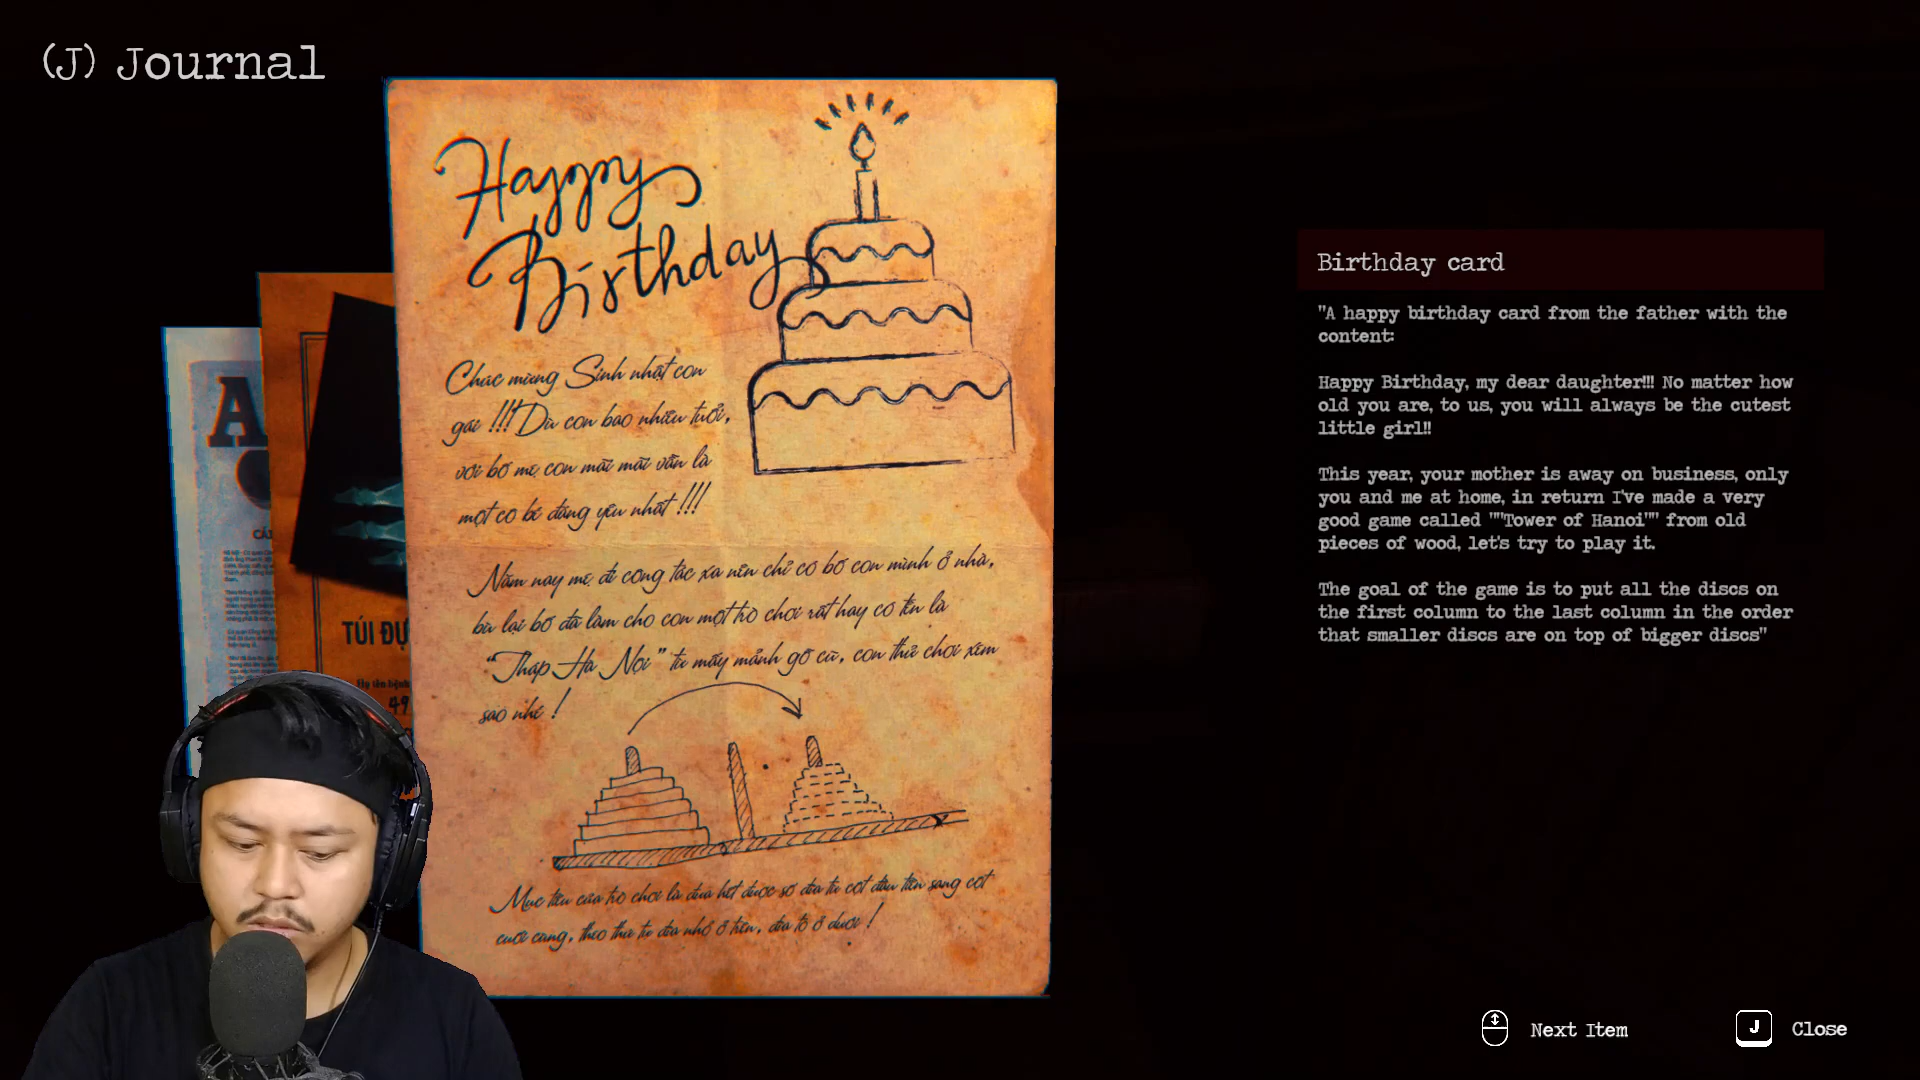 (J) Journal
Happy
Birthday
Chúc mừng Sinh nhật con
gái !!! Dù con bao nhiêu tuổi,
với bố mẹ con mãi mãi vẫn là
một cô bé đáng yêu nhất !!!
Năm nay mẹ đi công tác xa nên chỉ có bố con mình ở nhà,
bù lại bố đã làm cho con một trò chơi rất hay có tên là
“Tháp Hà Nội” từ mấy mảnh gỗ cũ, con thử chơi xem
sao nhé !
Mục tiêu của trò chơi là đưa hết được số đĩa từ cột đầu tiên sang cột
cuối cùng, theo thứ tự đĩa nhỏ ở trên, đĩa to ở dưới !
A
TÚI ĐỰ
Họ tên bệnh
49
Birthday card
"A happy birthday card from the father with the
content:
Happy Birthday, my dear daughter!!! No matter how
old you are, to us, you will always be the cutest
little girl!!
This year, your mother is away on business, only
you and me at home, in return I've made a very
good game called ""Tower of Hanoi"" from old
pieces of wood, let's try to play it.
The goal of the game is to put all the discs on
the first column to the last column in the order
that smaller discs are on top of bigger discs"
Next Item
J Close